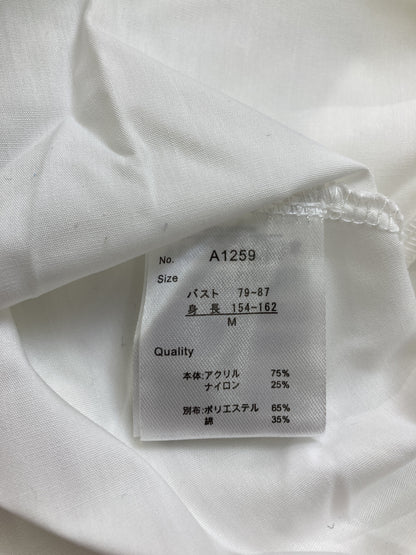 No. A1259
Size
バスト 79-87
身長 154-162
M
Quality
本体:アクリル 75%
ナイロン 25%
別布:ポリエステル 65%
綿 35%